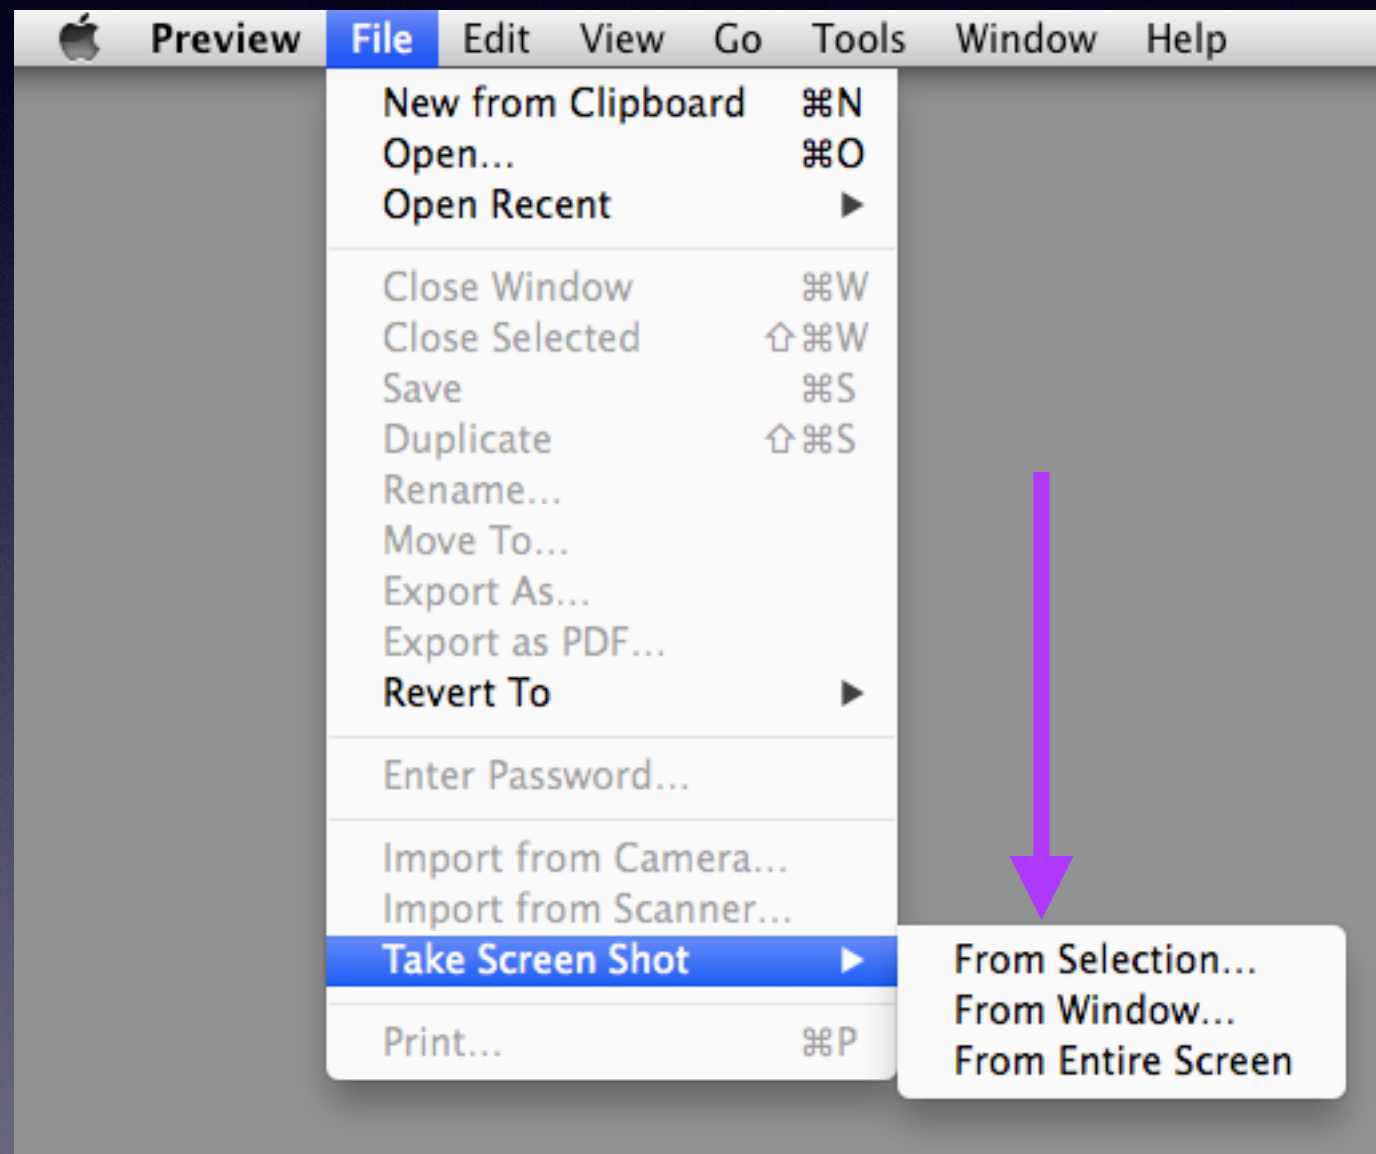 Preview File Edit View Go Tools Window Help
New from Clipboard ⌘N
Open... ⌘O
Open Recent ▶
Close Window ⌘W
Close Selected ⇧⌘W
Save ⌘S
Duplicate ⇧⌘S
Rename...
Move To...
Export As...
Export as PDF...
Revert To ▶
Enter Password...
Import from Camera...
Import from Scanner...
Take Screen Shot ▶
From Selection...
From Window...
From Entire Screen
Print... ⌘P